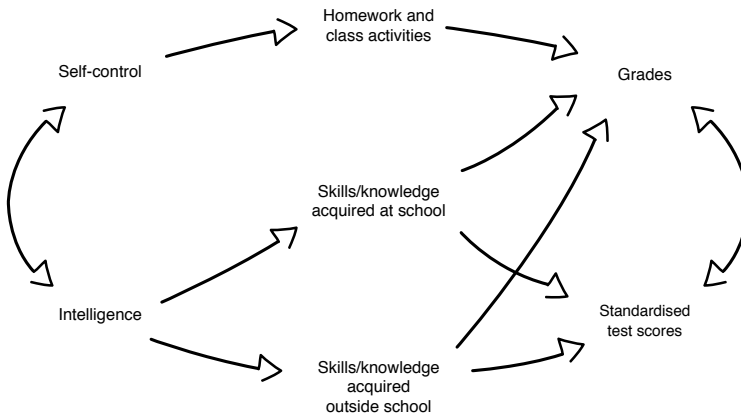 Homework and
class activities
Self-control
Grades
Skills/knowledge
acquired at school
Intelligence
Standardised
test scores
Skills/knowledge
acquired
outside school